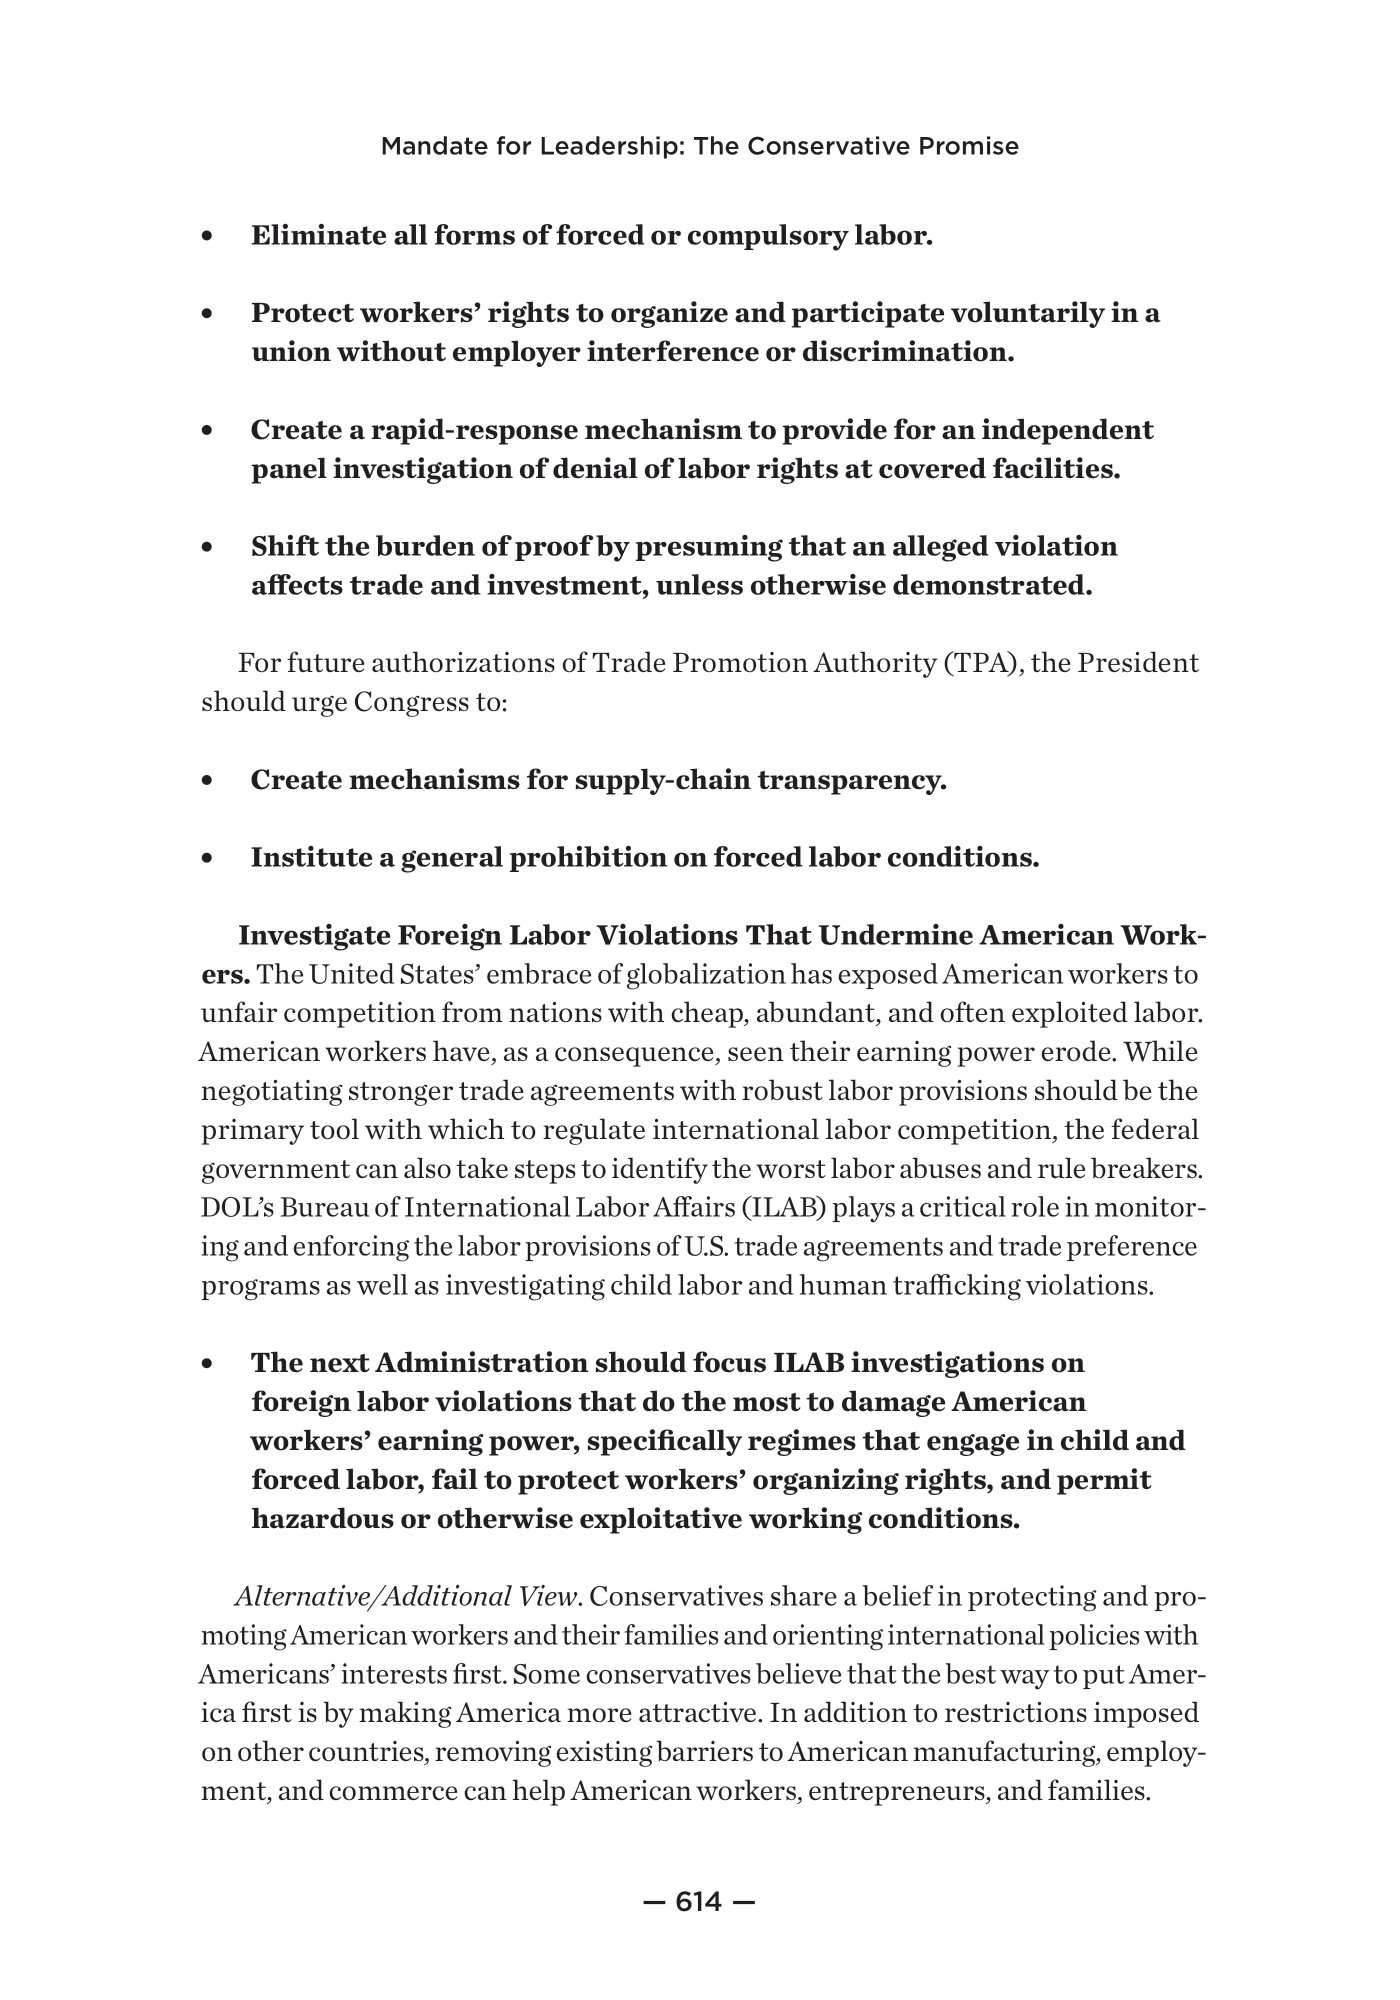 Mandate for Leadership: The Conservative Promise
• Eliminate all forms of forced or compulsory labor.
• Protect workers’ rights to organize and participate voluntarily in a
union without employer interference or discrimination.
• Create a rapid-response mechanism to provide for an independent
panel investigation of denial of labor rights at covered facilities.
• Shift the burden of proof by presuming that an alleged violation
affects trade and investment, unless otherwise demonstrated.
For future authorizations of Trade Promotion Authority (TPA), the President
should urge Congress to:
• Create mechanisms for supply-chain transparency.
• Institute a general prohibition on forced labor conditions.
Investigate Foreign Labor Violations That Undermine American Work-
ers. The United States’ embrace of globalization has exposed American workers to
unfair competition from nations with cheap, abundant, and often exploited labor.
American workers have, as a consequence, seen their earning power erode. While
negotiating stronger trade agreements with robust labor provisions should be the
primary tool with which to regulate international labor competition, the federal
government can also take steps to identify the worst labor abuses and rule breakers.
DOL’s Bureau of International Labor Affairs (ILAB) plays a critical role in monitor-
ing and enforcing the labor provisions of U.S. trade agreements and trade preference
programs as well as investigating child labor and human trafficking violations.
• The next Administration should focus ILAB investigations on
foreign labor violations that do the most to damage American
workers’ earning power, specifically regimes that engage in child and
forced labor, fail to protect workers’ organizing rights, and permit
hazardous or otherwise exploitative working conditions.
Alternative/Additional View. Conservatives share a belief in protecting and pro-
moting American workers and their families and orienting international policies with
Americans’ interests first. Some conservatives believe that the best way to put Amer-
ica first is by making America more attractive. In addition to restrictions imposed
on other countries, removing existing barriers to American manufacturing, employ-
ment, and commerce can help American workers, entrepreneurs, and families.
— 614 —